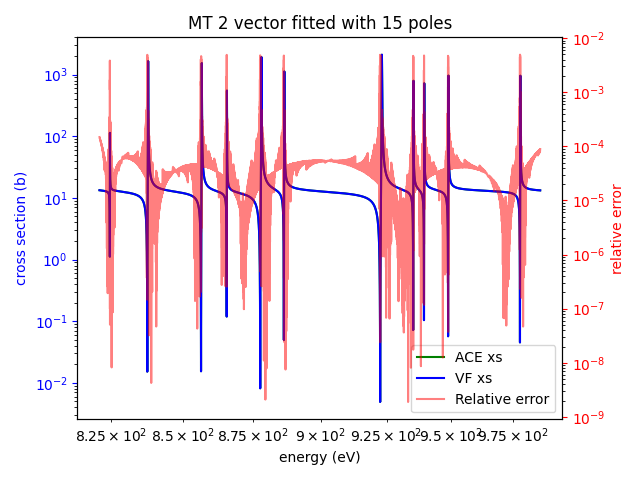 MT 2 vector fitted with 15 poles
10³
10²
10¹
10⁰
10⁻¹
10⁻²
cross section (b)
10⁻²
10⁻³
10⁻⁴
10⁻⁵
10⁻⁶
10⁻⁷
10⁻⁸
10⁻⁹
relative error
ACE xs
VF xs
Relative error
8.25 × 10² 8.5 × 10² 8.75 × 10² 9 × 10² 9.25 × 10² 9.5 × 10² 9.75 × 10²
energy (eV)